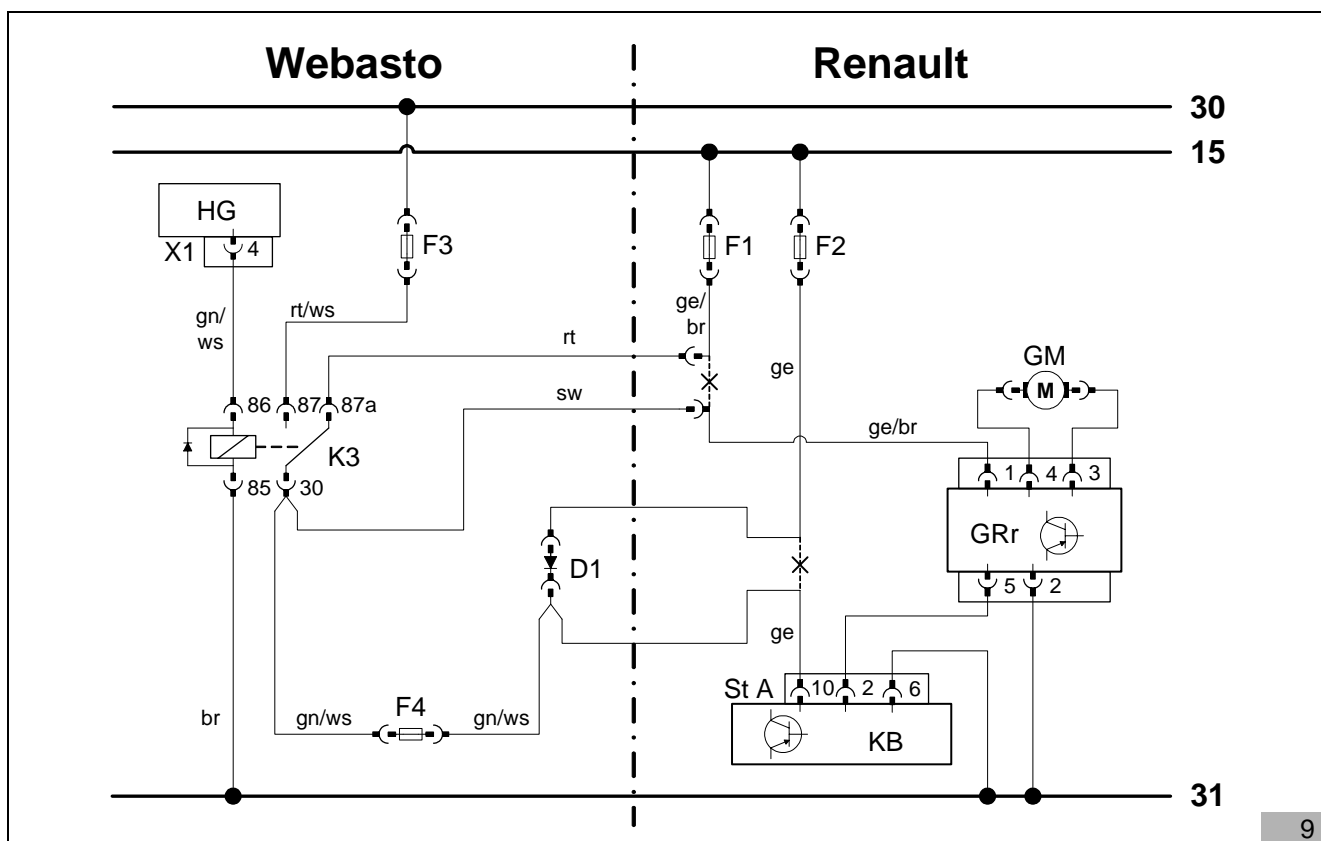 Webasto Renault
30
15
HG
X1 4
F3 F1 F2
gn/
ws
rt/ws
ge/
br
rt
ge
GM
M
sw
86 87 87a
ge/br
K3
85 30
1 4 3
GRr
D1
5 2
ge
St A 10 2 6
br
gn/ws F4 gn/ws
KB
31
9